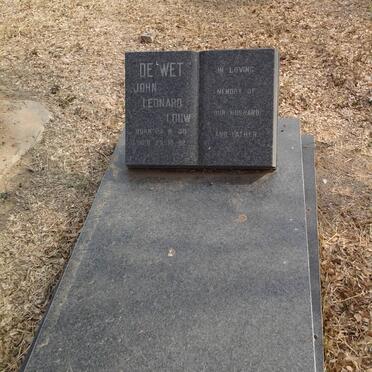 DE WET
JOHN
LEONARD
LOUW
BORN
DIED
IN LOVING
MEMORY OF
OUR HUSBAND
AND FATHER